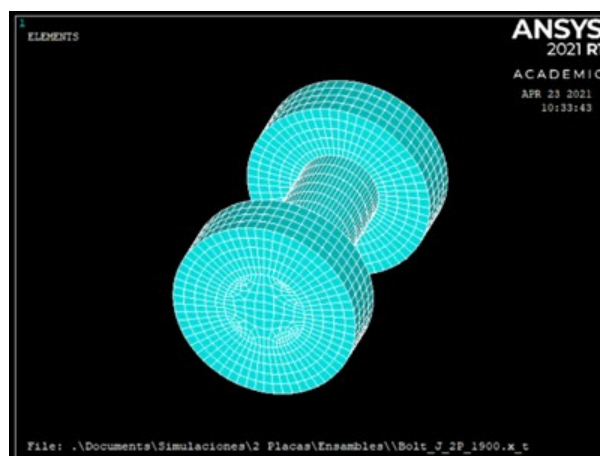 1
ELEMENTS
ANSYS
2021 R1
ACADEMIC
APR 23 2021
10:33:43
File: .\Documents\Simulaciones\2 Placas\Ensambles\\Bolt_J_2P_1900.x_t